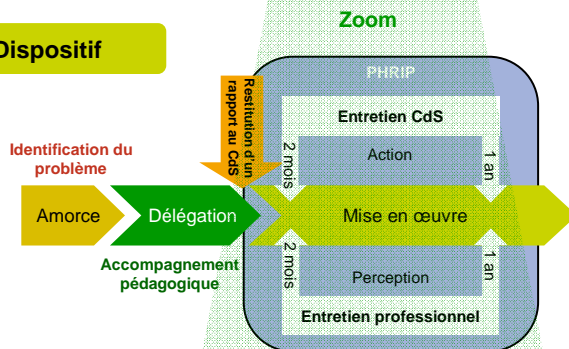 Zoom
Dispositif
PHRIP
Restitution d'un
rapport au CdS
Entretien CdS
Identification du
problème
2 mois
Action
1 an
Amorce
Délégation
Mise en œuvre
Accompagnement
pédagogique
2 mois
Perception
1 an
Entretien professionnel